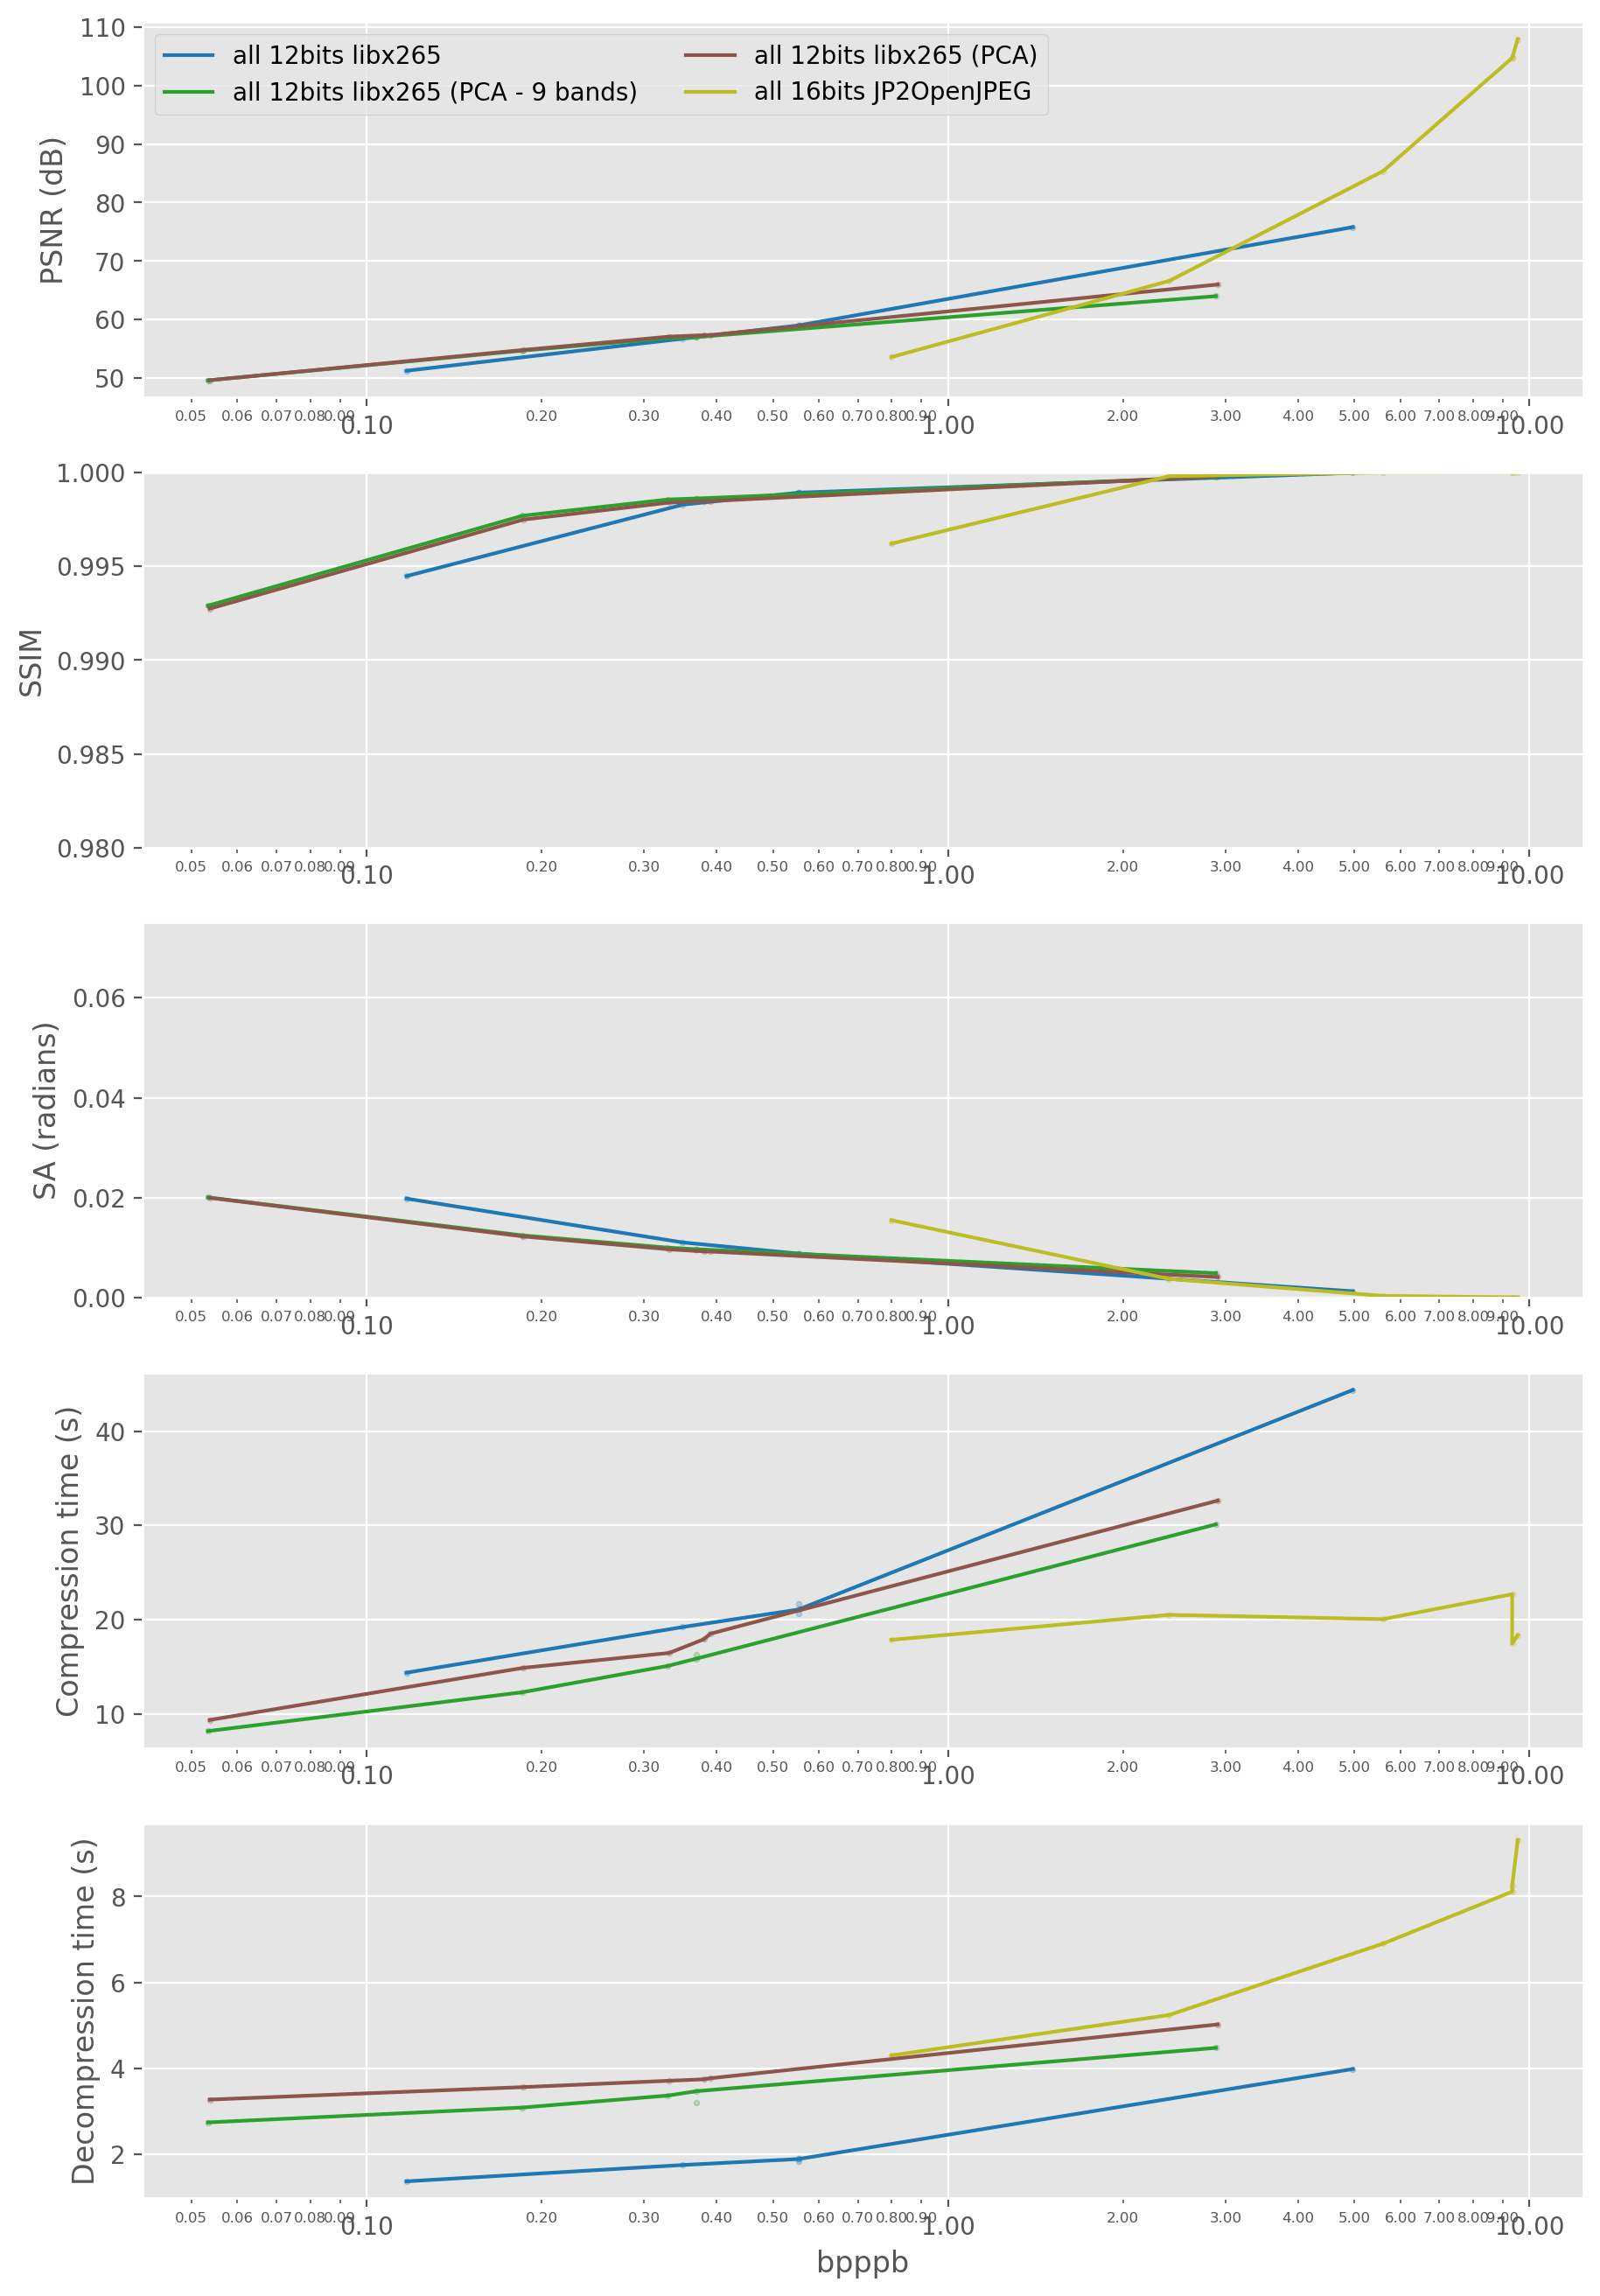 110
100
90
80
70
60
50
PSNR (dB)
all 12bits libx265
all 12bits libx265 (PCA - 9 bands)
all 12bits libx265 (PCA)
all 16bits JP2OpenJPEG
0.05 0.06 0.07 0.08 0.09 0.10 0.20 0.30 0.40 0.50 0.60 0.70 0.80 0.90 1.00 2.00 3.00 4.00 5.00 6.00 7.00 8.00 9.00 10.00
1.000
0.995
0.990
0.985
0.980
SSIM
0.05 0.06 0.07 0.08 0.09 0.10 0.20 0.30 0.40 0.50 0.60 0.70 0.80 0.90 1.00 2.00 3.00 4.00 5.00 6.00 7.00 8.00 9.00 10.00
0.06
0.04
0.02
0.00
SA (radians)
0.05 0.06 0.07 0.08 0.09 0.10 0.20 0.30 0.40 0.50 0.60 0.70 0.80 0.90 1.00 2.00 3.00 4.00 5.00 6.00 7.00 8.00 9.00 10.00
40
30
20
10
Compression time (s)
0.05 0.06 0.07 0.08 0.09 0.10 0.20 0.30 0.40 0.50 0.60 0.70 0.80 0.90 1.00 2.00 3.00 4.00 5.00 6.00 7.00 8.00 9.00 10.00
8
6
4
2
Decompression time (s)
0.05 0.06 0.07 0.08 0.09 0.10 0.20 0.30 0.40 0.50 0.60 0.70 0.80 0.90 1.00 2.00 3.00 4.00 5.00 6.00 7.00 8.00 9.00 10.00
bpppb